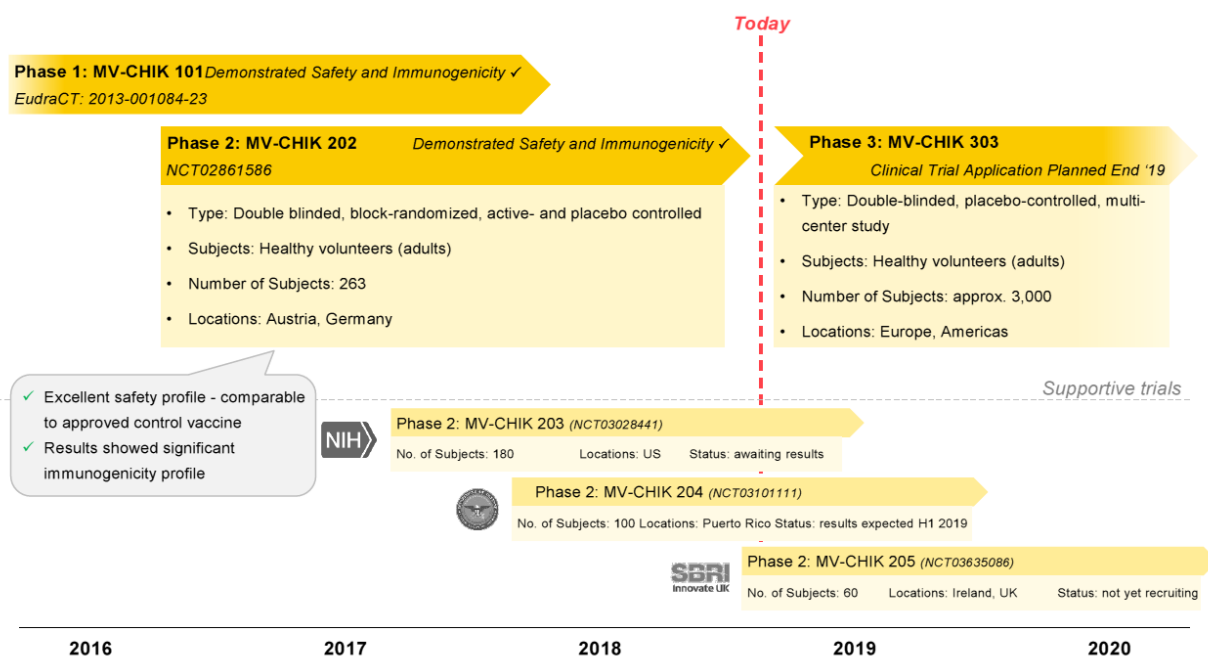 Today
Phase 1: MV-CHIK 101 Demonstrated Safety and Immunogenicity ✓
EudraCT: 2013-001084-23
Phase 2: MV-CHIK 202 Demonstrated Safety and Immunogenicity ✓
NCT02861586
• Type: Double blinded, block-randomized, active- and placebo controlled
• Subjects: Healthy volunteers (adults)
• Number of Subjects: 263
• Locations: Austria, Germany
Phase 3: MV-CHIK 303
Clinical Trial Application Planned End ‘19
• Type: Double-blinded, placebo-controlled, multi-
center study
• Subjects: Healthy volunteers (adults)
• Number of Subjects: approx. 3,000
• Locations: Europe, Americas
✓ Excellent safety profile - comparable
to approved control vaccine
✓ Results showed significant
immunogenicity profile
Supportive trials
NIH
Phase 2: MV-CHIK 203 (NCT03028441)
No. of Subjects: 180 Locations: US Status: awaiting results
Phase 2: MV-CHIK 204 (NCT03101111)
No. of Subjects: 100 Locations: Puerto Rico Status: results expected H1 2019
SBRI
Innovate UK
Phase 2: MV-CHIK 205 (NCT03635086)
No. of Subjects: 60 Locations: Ireland, UK Status: not yet recruiting
2016 2017 2018 2019 2020